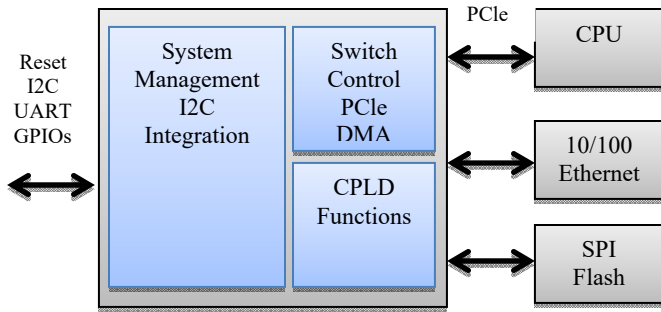 Reset
I2C
UART
GPIOs
System
Management
I2C
Integration
Switch
Control
PCIe
DMA
CPLD
Functions
PCIe
CPU
10/100
Ethernet
SPI
Flash